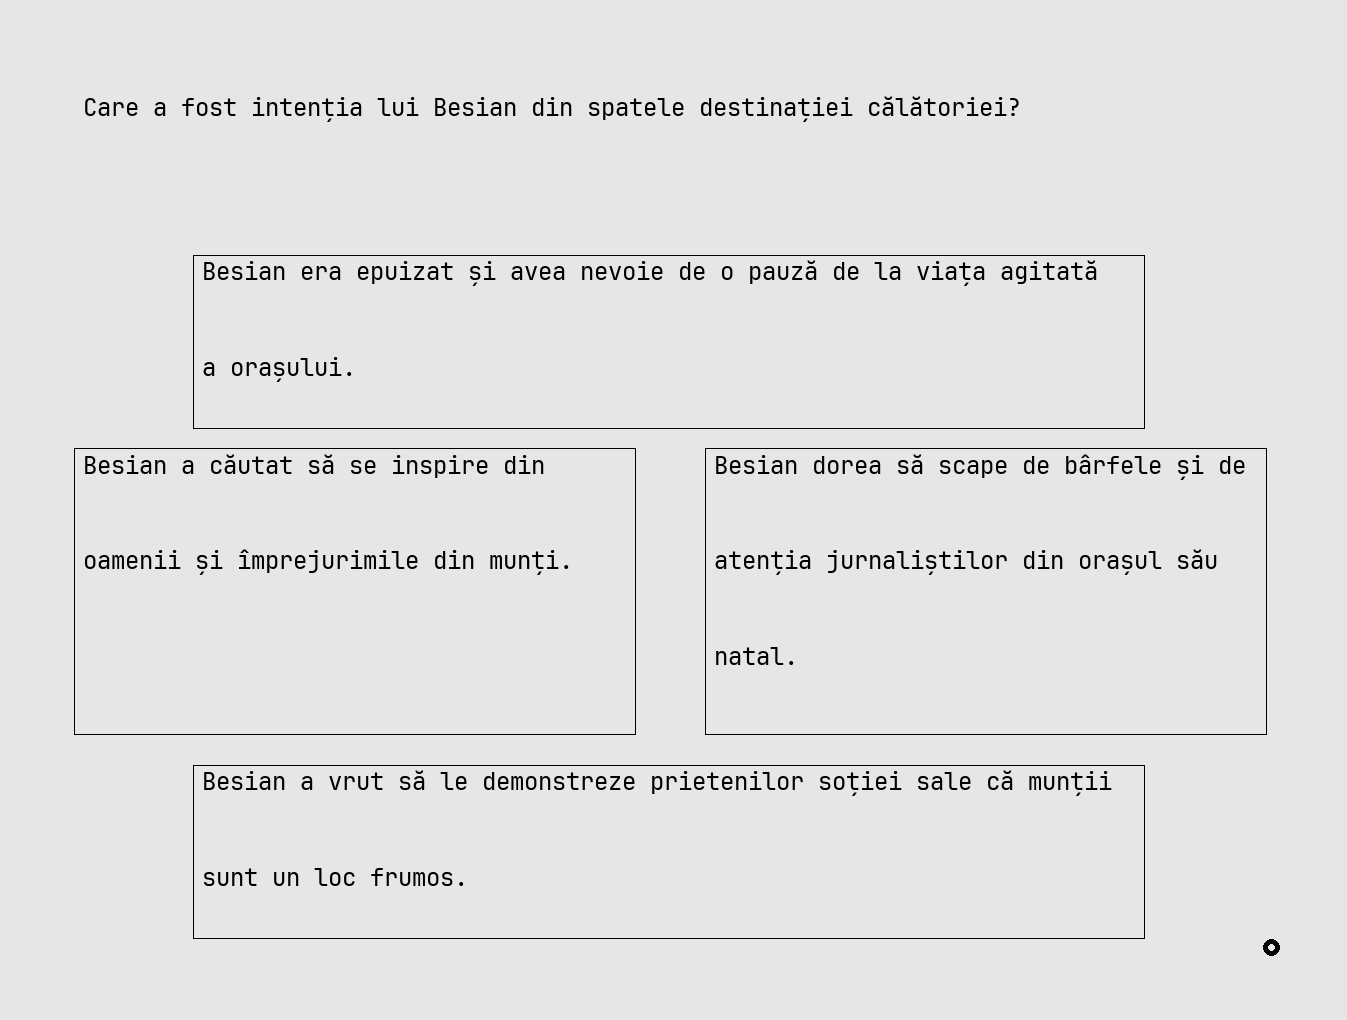 Care a fost intenția lui Besian din spatele destinației călătoriei?
Besian era epuizat și avea nevoie de o pauză de la viața agitată
a orașului.
Besian a căutat să se inspire din
oamenii și împrejurimile din munți.
Besian dorea să scape de bârfele și de
atenția jurnaliștilor din orașul său
natal.
Besian a vrut să le demonstreze prietenilor soției sale că munții
sunt un loc frumos.